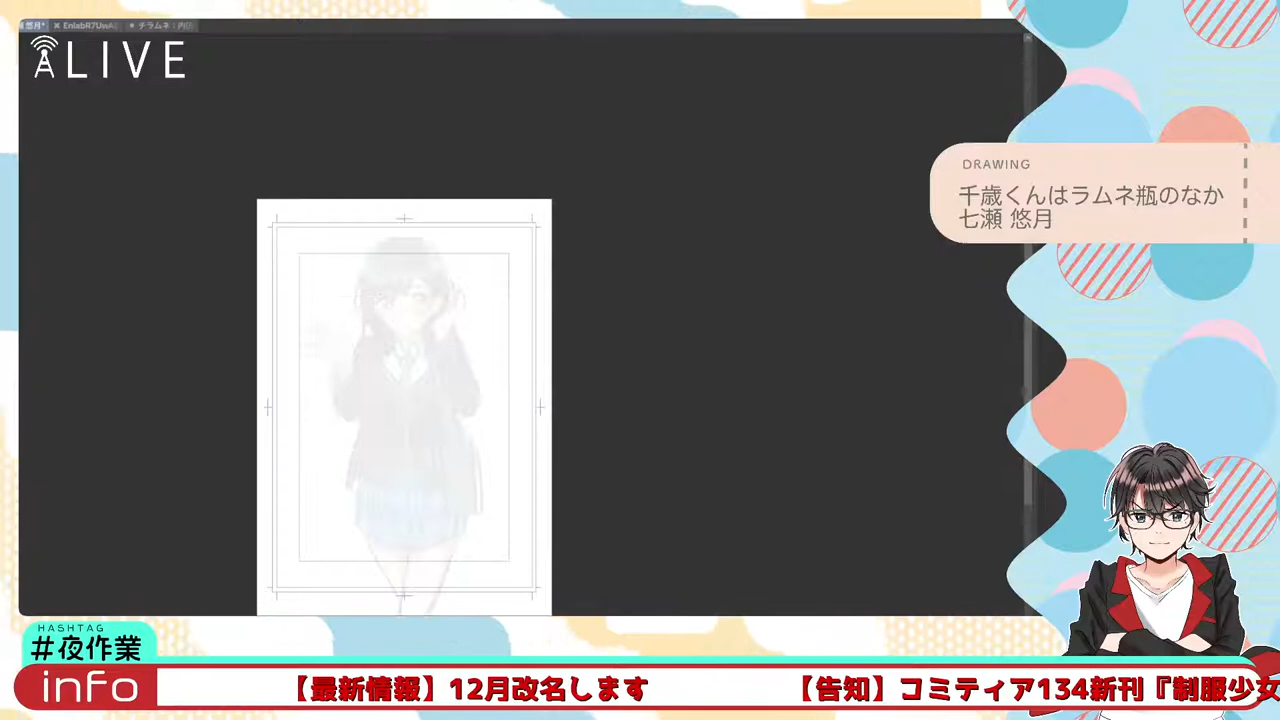 LIVE
DRAWING
千歳くんはラムネ瓶のなか
七瀬 悠月
HASHTAG
#夜作業
info
【最新情報】12月改名します
【告知】コミティア134新刊『制服少女